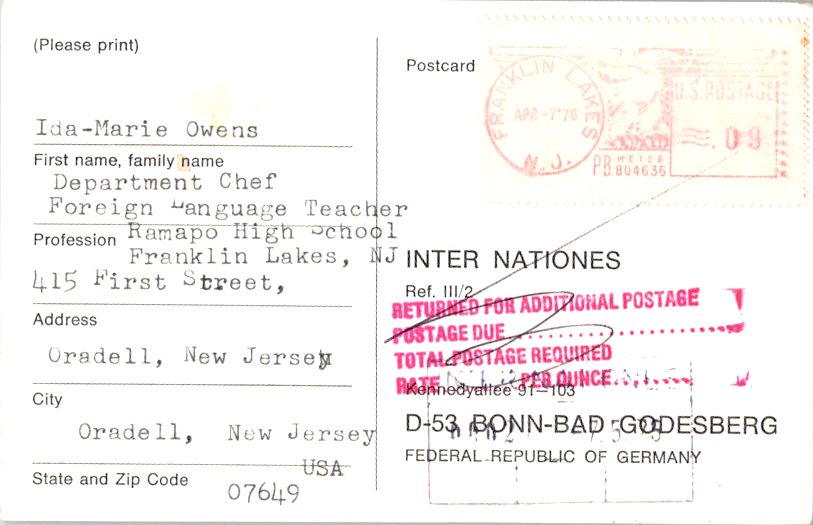 (Please print)
Ida-Marie Owens
First name, family name
Department Chef
Foreign Language Teacher
Profession Ramapo High School
Franklin Lakes, NJ
415 First Street,
Address
Oradell, New Jersey
City
Oradell, New Jersey
USA
State and Zip Code
07649
Postcard
FRANKLIN LAKES
APR -7'76
N.J.
U.S. POSTAGE
.09
PB METER
804636
INTER NATIONES
Ref. III/2
RETURNED FOR ADDITIONAL POSTAGE
POSTAGE DUE
TOTAL POSTAGE REQUIRED
RATE PER OUNCE
Kennedyallee 91–103
D-53 BONN-BAD GODESBERG
FEDERAL REPUBLIC OF GERMANY